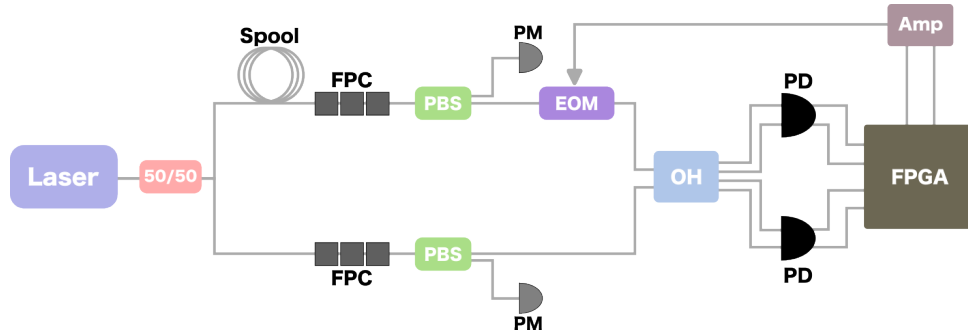 Amp
Spool
PM
FPC
PD
PBS
EOM
Laser
50/50
OH
FPGA
PBS
FPC
PD
PM